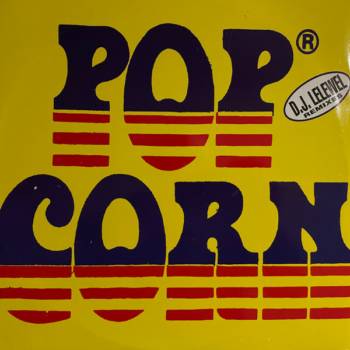 POP®
D.J. LELEWEL
REMIXES
CORN